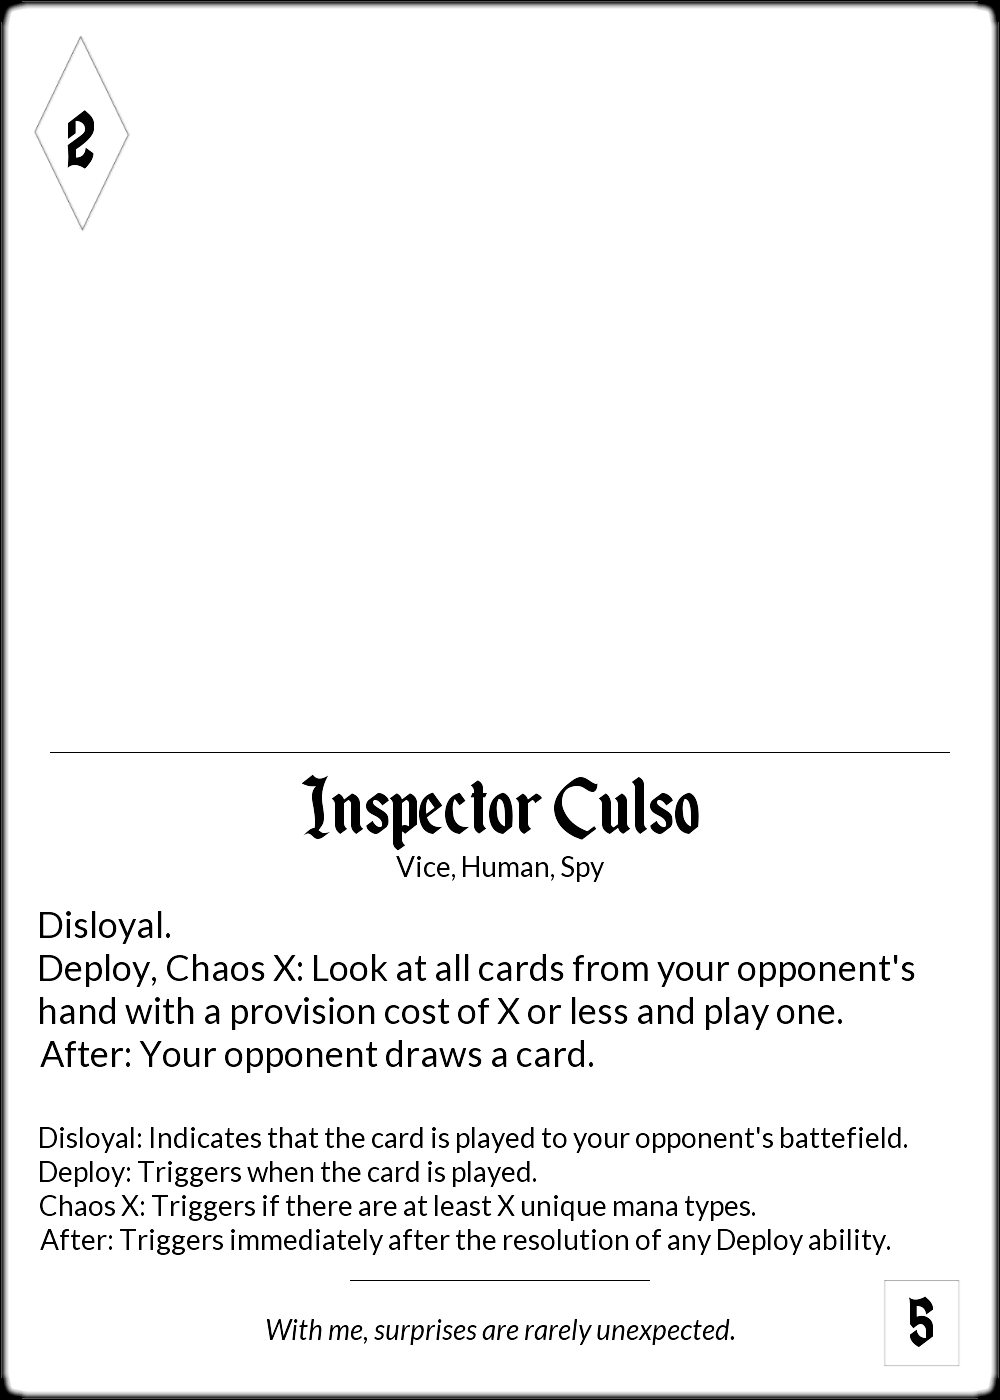 2
Inspector Culso
Vice, Human, Spy
Disloyal.
Deploy, Chaos X: Look at all cards from your opponent's
hand with a provision cost of X or less and play one.
After: Your opponent draws a card.
Disloyal: Indicates that the card is played to your opponent's battefield.
Deploy: Triggers when the card is played.
Chaos X: Triggers if there are at least X unique mana types.
After: Triggers immediately after the resolution of any Deploy ability.
With me, surprises are rarely unexpected.
5